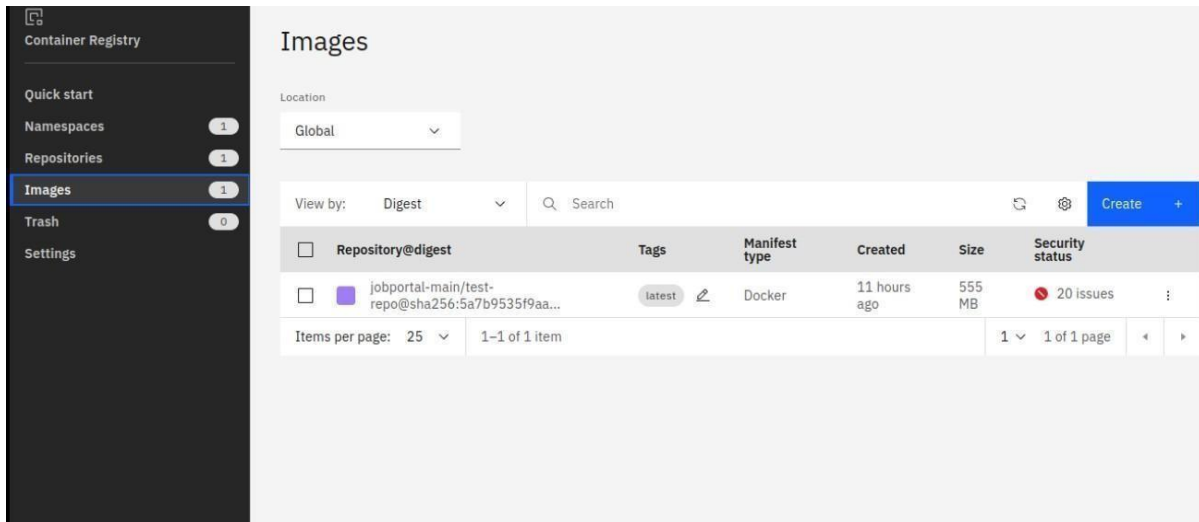 Container Registry
Quick start
Namespaces 1
Repositories 1
Images 1
Trash 0
Settings
Images
Location
Global
View by: Digest Search Create +
Repository@digest Tags Manifest type Created Size Security status
jobportal-main/test-
repo@sha256:5a7b9535f9aa...
latest Docker 11 hours ago 555 MB 20 issues
Items per page: 25 1–1 of 1 item 1 1 of 1 page